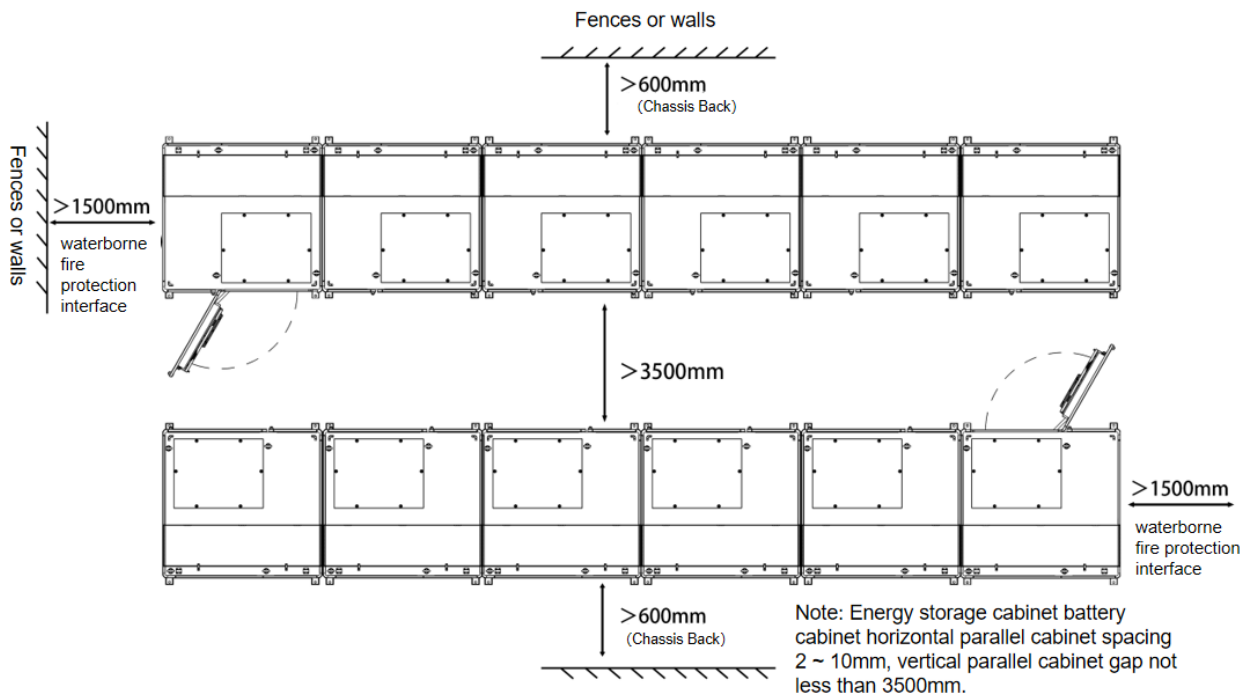 Fences or walls
>600mm
(Chassis Back)
Fences or walls
>1500mm
waterborne
fire
protection
interface
>3500mm
>1500mm
waterborne
fire protection
interface
>600mm
(Chassis Back)
Note: Energy storage cabinet battery
cabinet horizontal parallel cabinet spacing
2 ~ 10mm, vertical parallel cabinet gap not
less than 3500mm.